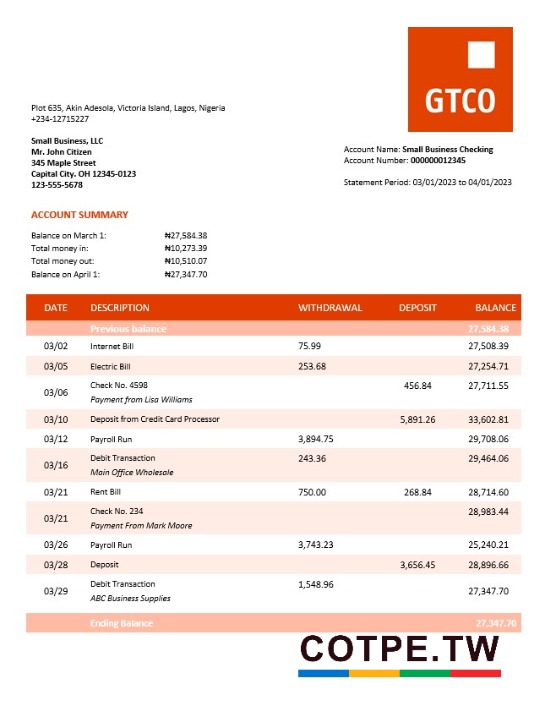 GTCO
Plot 635, Akin Adesola, Victoria Island, Lagos, Nigeria
+234-12715227
Small Business, LLC
Mr. John Citizen
345 Maple Street
Capital City. OH 12345-0123
123-555-5678
Account Name: Small Business Checking
Account Number: 000000012345
Statement Period: 03/01/2023 to 04/01/2023
ACCOUNT SUMMARY
Balance on March 1: ₦27,584.38
Total money in: ₦10,273.39
Total money out: ₦10,510.07
Balance on April 1: ₦27,347.70
DATE DESCRIPTION WITHDRAWAL DEPOSIT BALANCE
Previous balance 27,584.38
03/02 Internet Bill 75.99 27,508.39
03/05 Electric Bill 253.68 27,254.71
03/06 Check No. 4598 456.84 27,711.55
Payment from Lisa Williams
03/10 Deposit from Credit Card Processor 5,891.26 33,602.81
03/12 Payroll Run 3,894.75 29,708.06
03/16 Debit Transaction 243.36 29,464.06
Main Office Wholesale
03/21 Rent Bill 750.00 268.84 28,714.60
03/21 Check No. 234 28,983.44
Payment From Mark Moore
03/26 Payroll Run 3,743.23 25,240.21
03/28 Deposit 3,656.45 28,896.66
03/29 Debit Transaction 1,548.96 27,347.70
ABC Business Supplies
Ending Balance 27,347.70
COTPE.TW